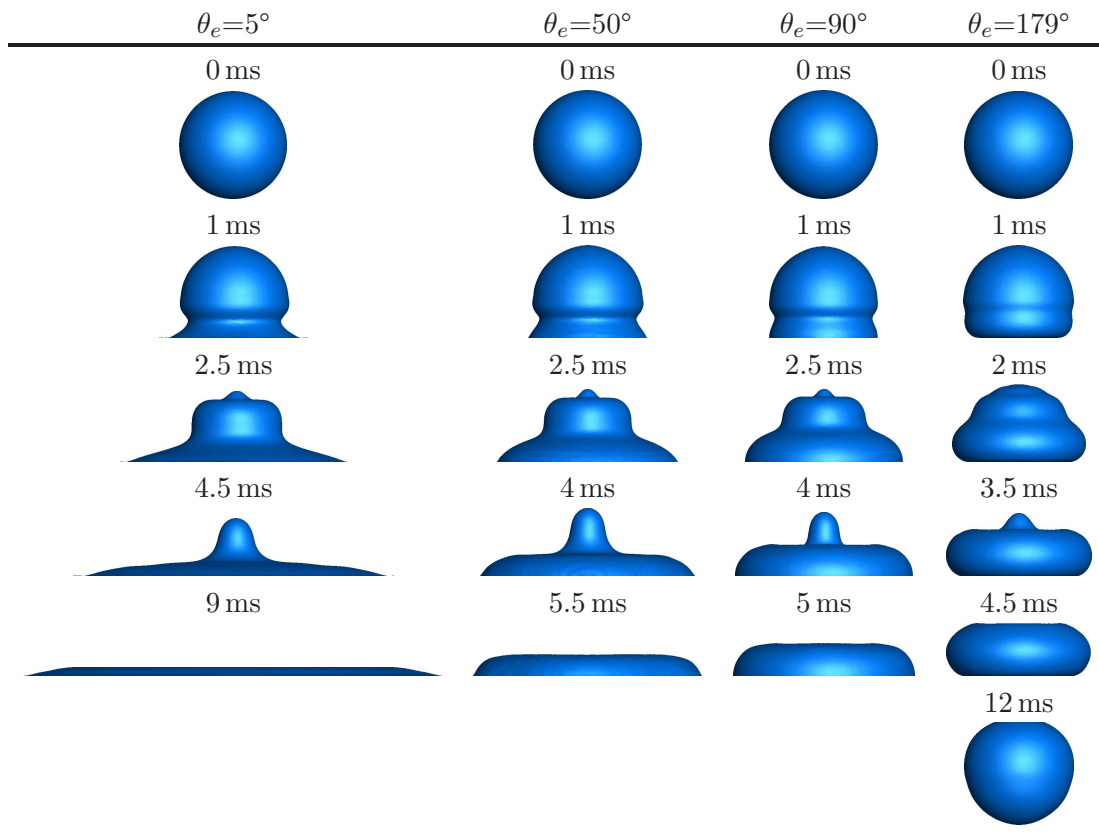 θe=5° θe=50° θe=90° θe=179°
0 ms 0 ms 0 ms 0 ms
1 ms 1 ms 1 ms 1 ms
2.5 ms 2.5 ms 2.5 ms 2 ms
4.5 ms 4 ms 4 ms 3.5 ms
9 ms 5.5 ms 5 ms 4.5 ms
12 ms